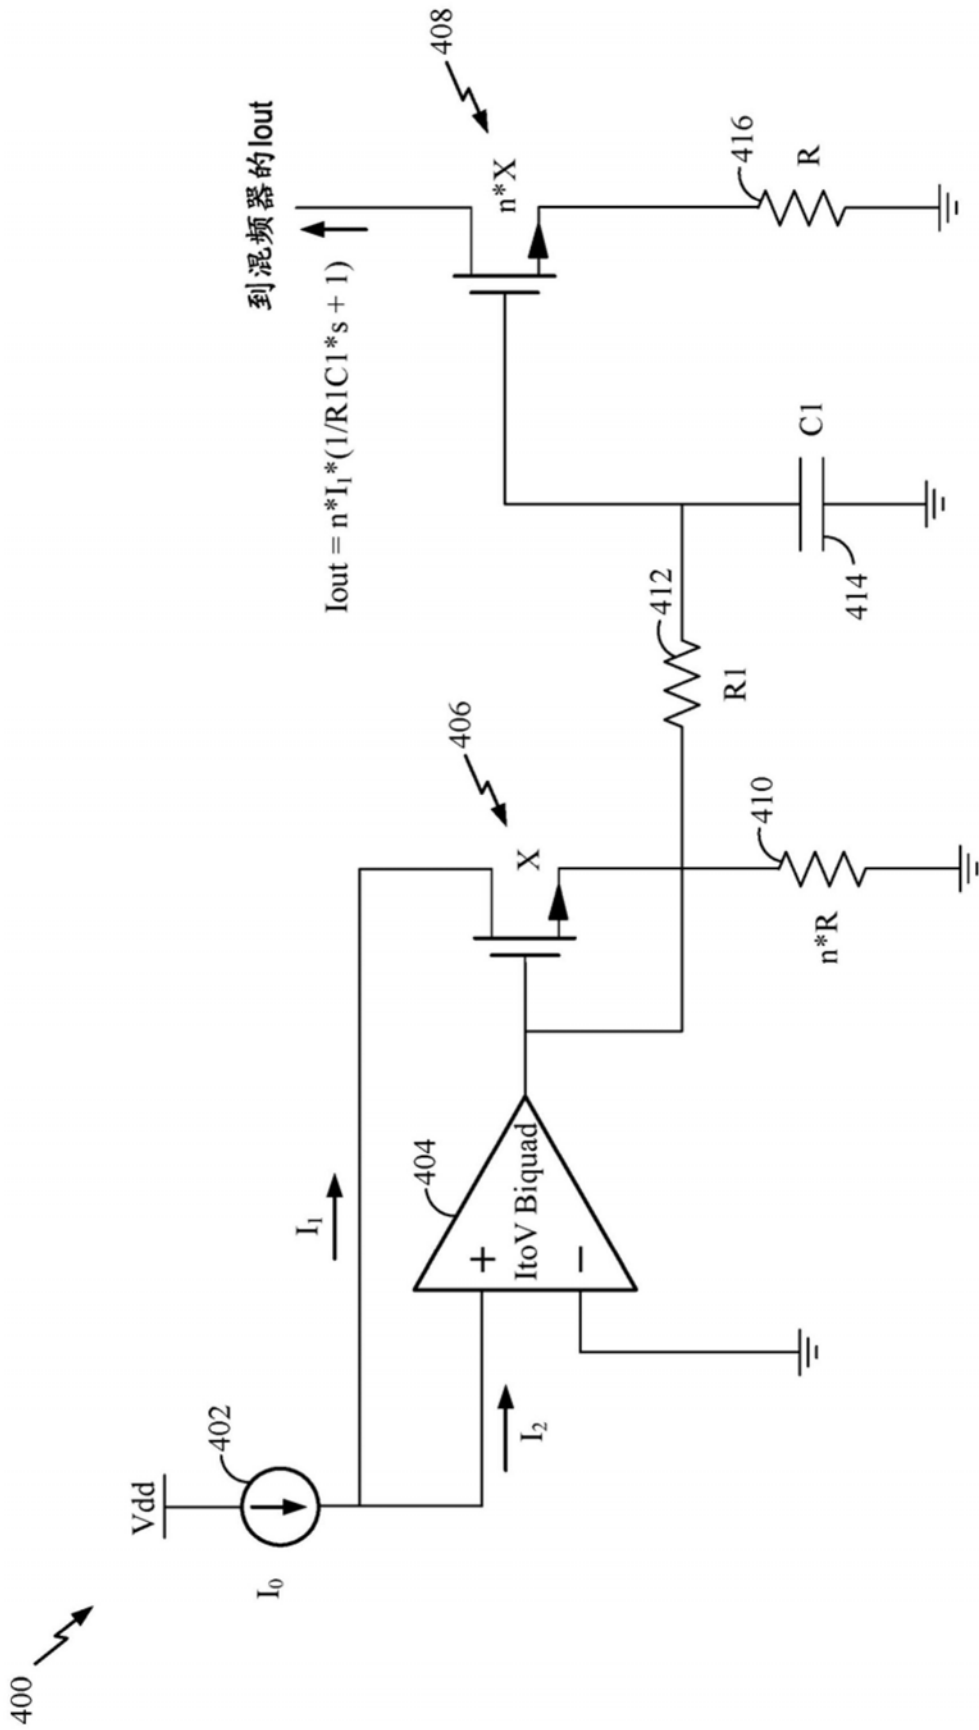 400
Vdd
402
I₀
I₁
I₂
404
+
ItoV Biquad
−
406
X
410
n*R
412
R1
414
C1
到混频器的Iout
Iout = n*I₁*(1/R1C1*s + 1)
408
n*X
416
R